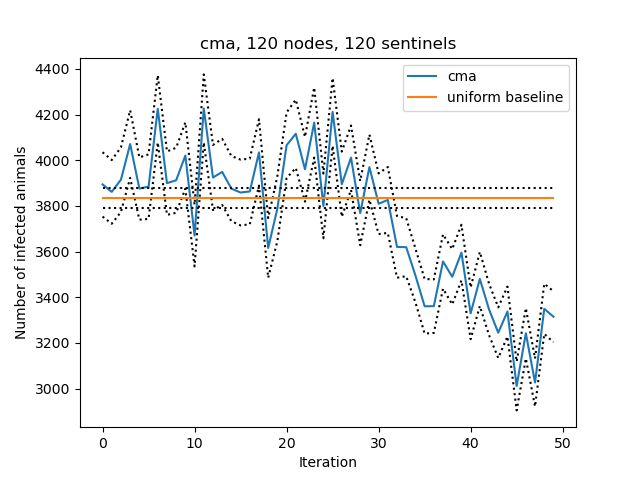 cma, 120 nodes, 120 sentinels
cma
uniform baseline
Number of infected animals
4400
4200
4000
3800
3600
3400
3200
3000
0 10 20 30 40 50
Iteration